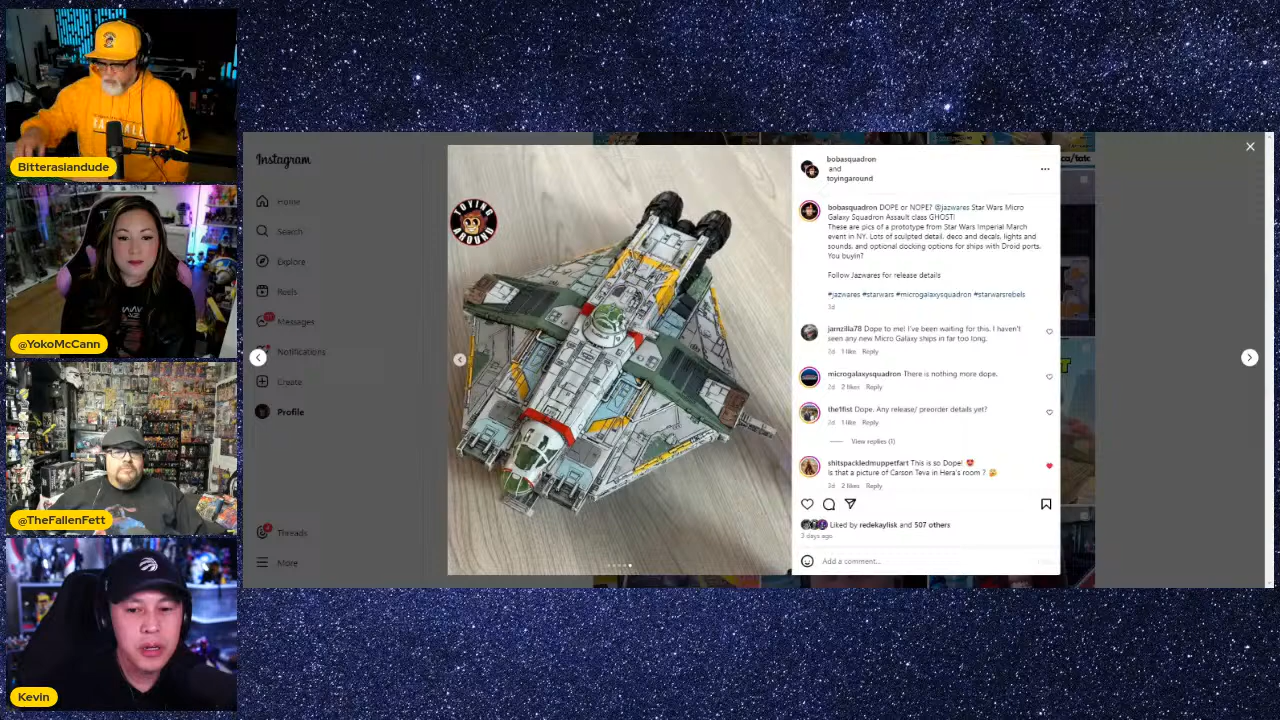 Bitterasiandude
@YokoMcCann
@TheFallenFett
Kevin
Instagram
Home
Search
Explore
Reels
Messages
Notifications
Create
Profile
Threads
More
TOYING
bobasquadron
and
toyingaround
bobasquadron DOPE or NOPE? @jazwares Star Wars Micro
Galaxy Squadron Assault class GHOST!
These are pics of a prototype from Star Wars Imperial March
event in NY. Lots of sculpted detail, deco and decals, lights and
sounds, and optional docking options for ships with Droid ports.
You buyin?
Follow Jazwares for release details
#jazwares #starwars #microgalaxysquadron #starwarsrebels
3d
jamzilla78 Dope to me! I've been waiting for this. I haven't
seen any new Micro Galaxy ships in far too long.
3d 1 like Reply
microgalaxysquadron There is nothing more dope.
2d 2 likes Reply
the1fist Dope. Any release/ preorder details yet?
2d 1 like Reply
View replies (1)
shitspackledmuppetfart This is so Dope! 😍
Is that a picture of Carson Teva in Hera's room ? 🤔
3d 2 likes Reply
Liked by redekaylisk and 507 others
3 days ago
Add a comment...